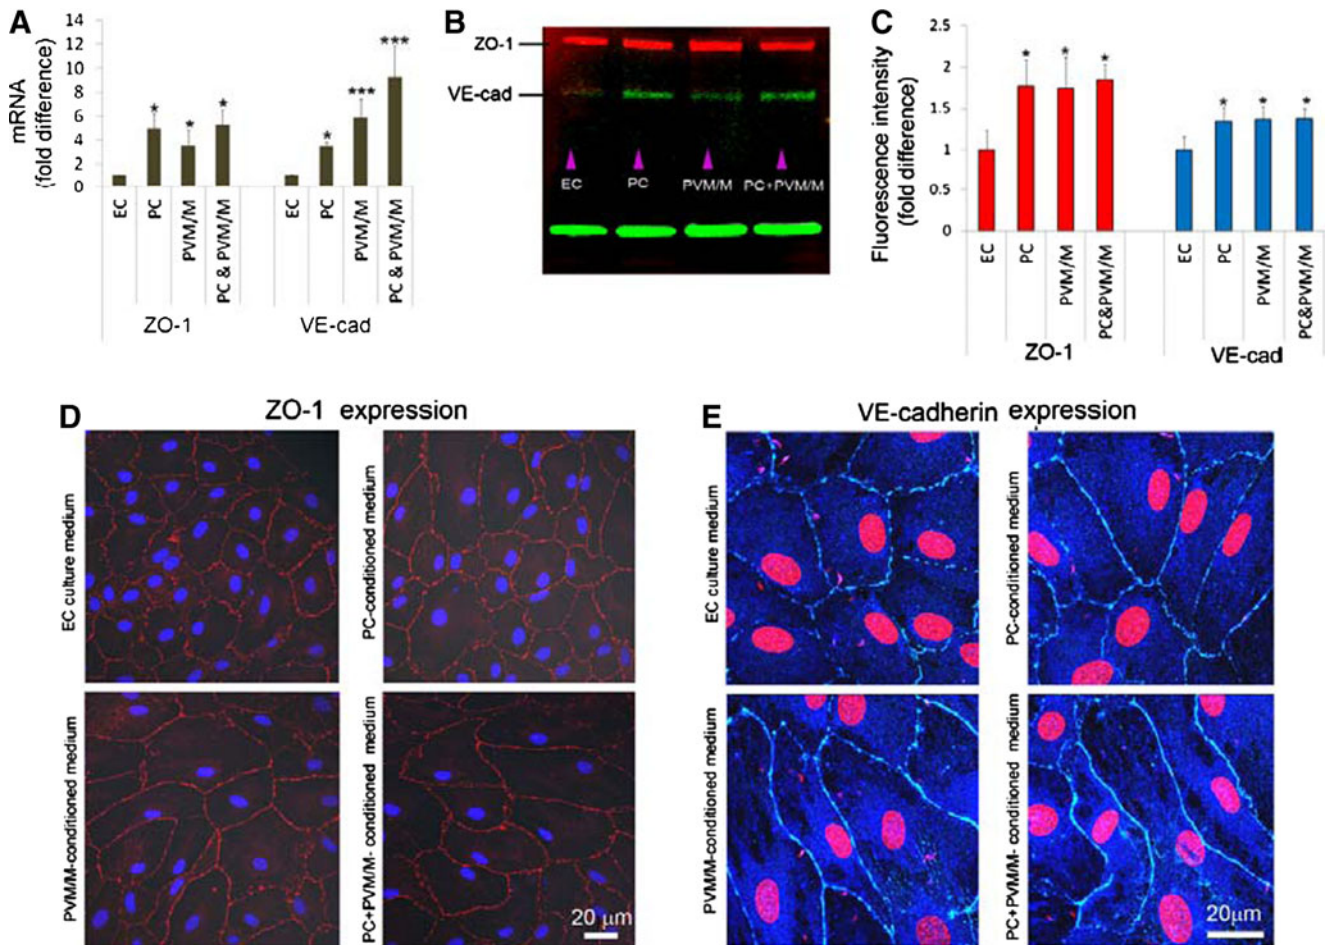 A
mRNA
(fold difference)
14
12
10
8
6
4
2
0
*
*
*
*
***
***
EC
PC
PVM/M
PC & PVM/M
EC
PC
PVM/M
PC & PVM/M
ZO-1
VE-cad
B
ZO-1
VE-cad
EC
PC
PVM/M
PC+PVM/M
C
Fluorescence intensity
(fold difference)
2.5
2
1.5
1
0.5
0
*
*
*
*
*
*
EC
PC
PVM/M
PC&PVM/M
EC
PC
PVM/M
PC&PVM/M
ZO-1
VE-cad
D
ZO-1 expression
EC culture medium
PC-conditioned medium
PVM/M-conditioned medium
PC+PVM/M- conditioned medium
20 μm
E
VE-cadherin expression
EC culture medium
PC-conditioned medium
PVM/M-conditioned medium
PC+PVM/M- conditioned medium
20μm